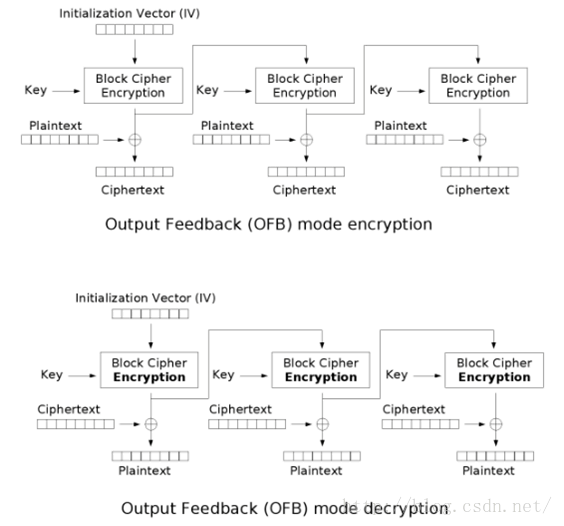 Initialization Vector (IV)
Key
Block Cipher
Encryption
Key
Block Cipher
Encryption
Key
Block Cipher
Encryption
Plaintext
Plaintext
Plaintext
Ciphertext
Ciphertext
Ciphertext
Output Feedback (OFB) mode encryption
Initialization Vector (IV)
Key
Block Cipher
Encryption
Key
Block Cipher
Encryption
Key
Block Cipher
Encryption
Ciphertext
Ciphertext
Ciphertext
Plaintext
Plaintext
Plaintext
Output Feedback (OFB) mode decryption
http://blog.csdn.net/